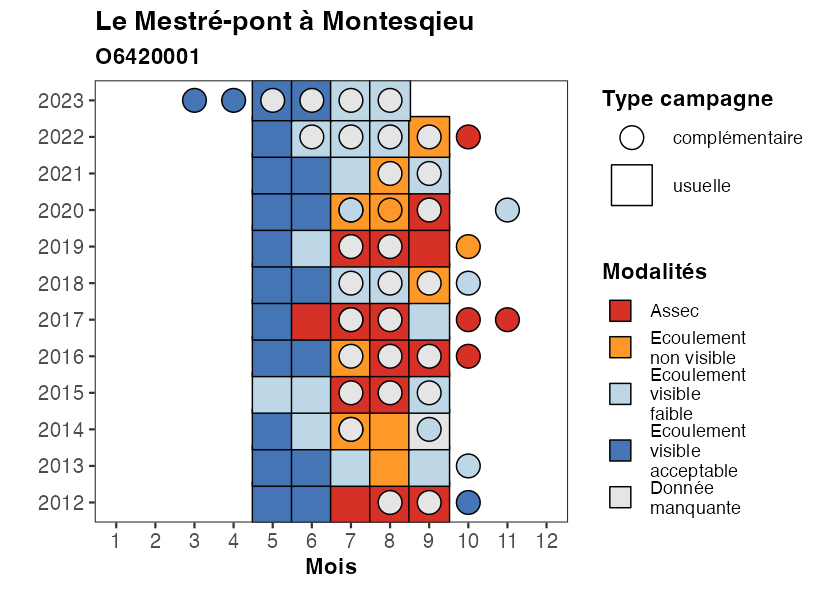 Le Mestré-pont à Montesqieu
O6420001
2023
2022
2021
2020
2019
2018
2017
2016
2015
2014
2013
2012
1 2 3 4 5 6 7 8 9 10 11 12
Mois
Type campagne
complémentaire
usuelle
Modalités
Assec
Ecoulement
non visible
Ecoulement
visible
faible
Ecoulement
visible
acceptable
Donnée
manquante